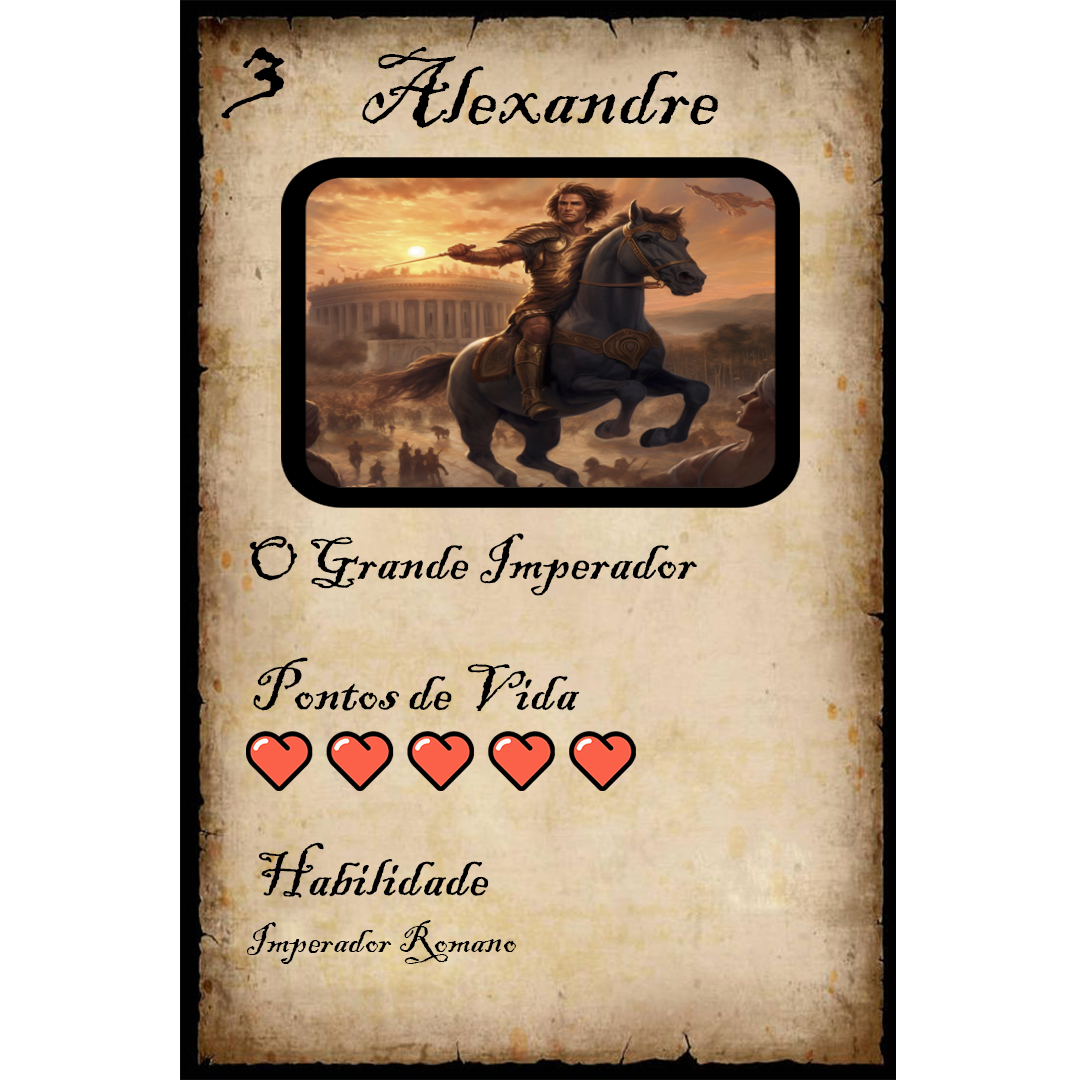 3
Alexandre
O Grande Imperador
Pontos de Vida
Habilidade
Imperador Romano